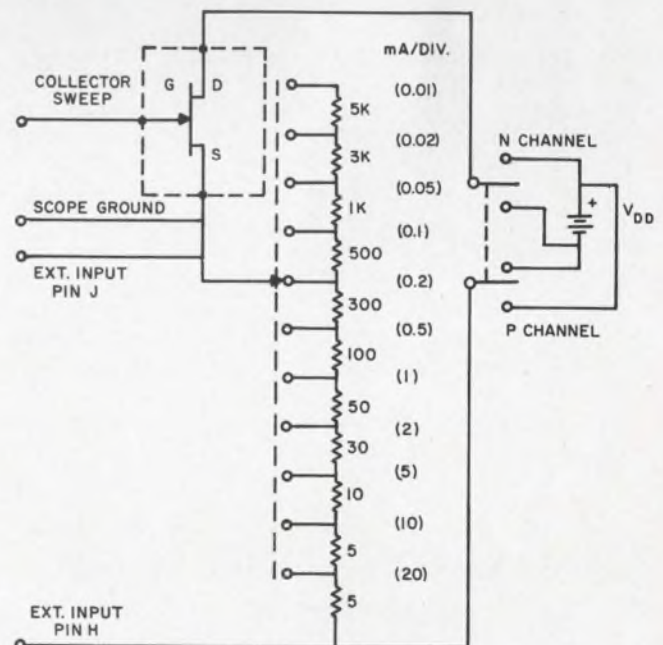 mA/DIV.
COLLECTOR
SWEEP
G
D
S
(0.01)
5K
(0.02)
3K
(0.05)
1K
(0.1)
500
(0.2)
300
(0.5)
100
(1)
50
(2)
30
(5)
10
(10)
5
(20)
5
SCOPE GROUND
EXT. INPUT
PIN J
N CHANNEL
+
VDD
P CHANNEL
EXT. INPUT
PIN H